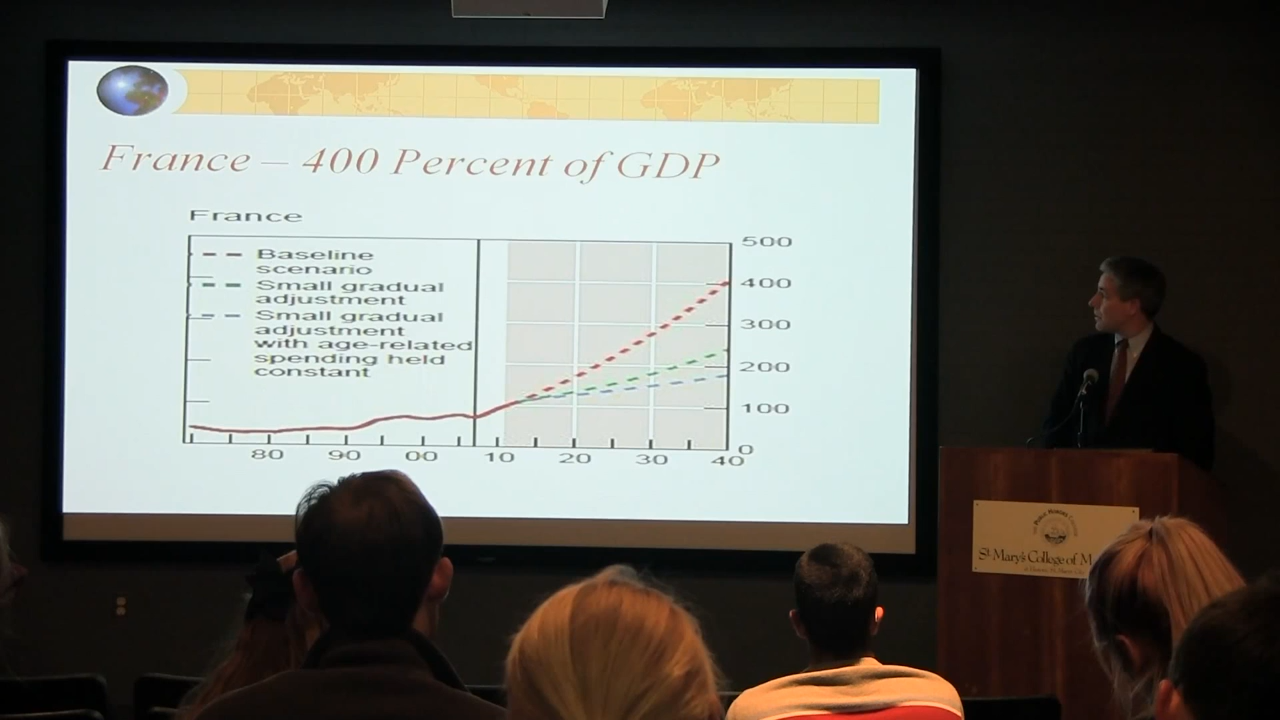 France – 400 Percent of GDP
France
Baseline
scenario
Small gradual
adjustment
Small gradual
adjustment
with age-related
spending held
constant
500
400
300
200
100
0
80 90 00 10 20 30 40
St. Mary's College of M